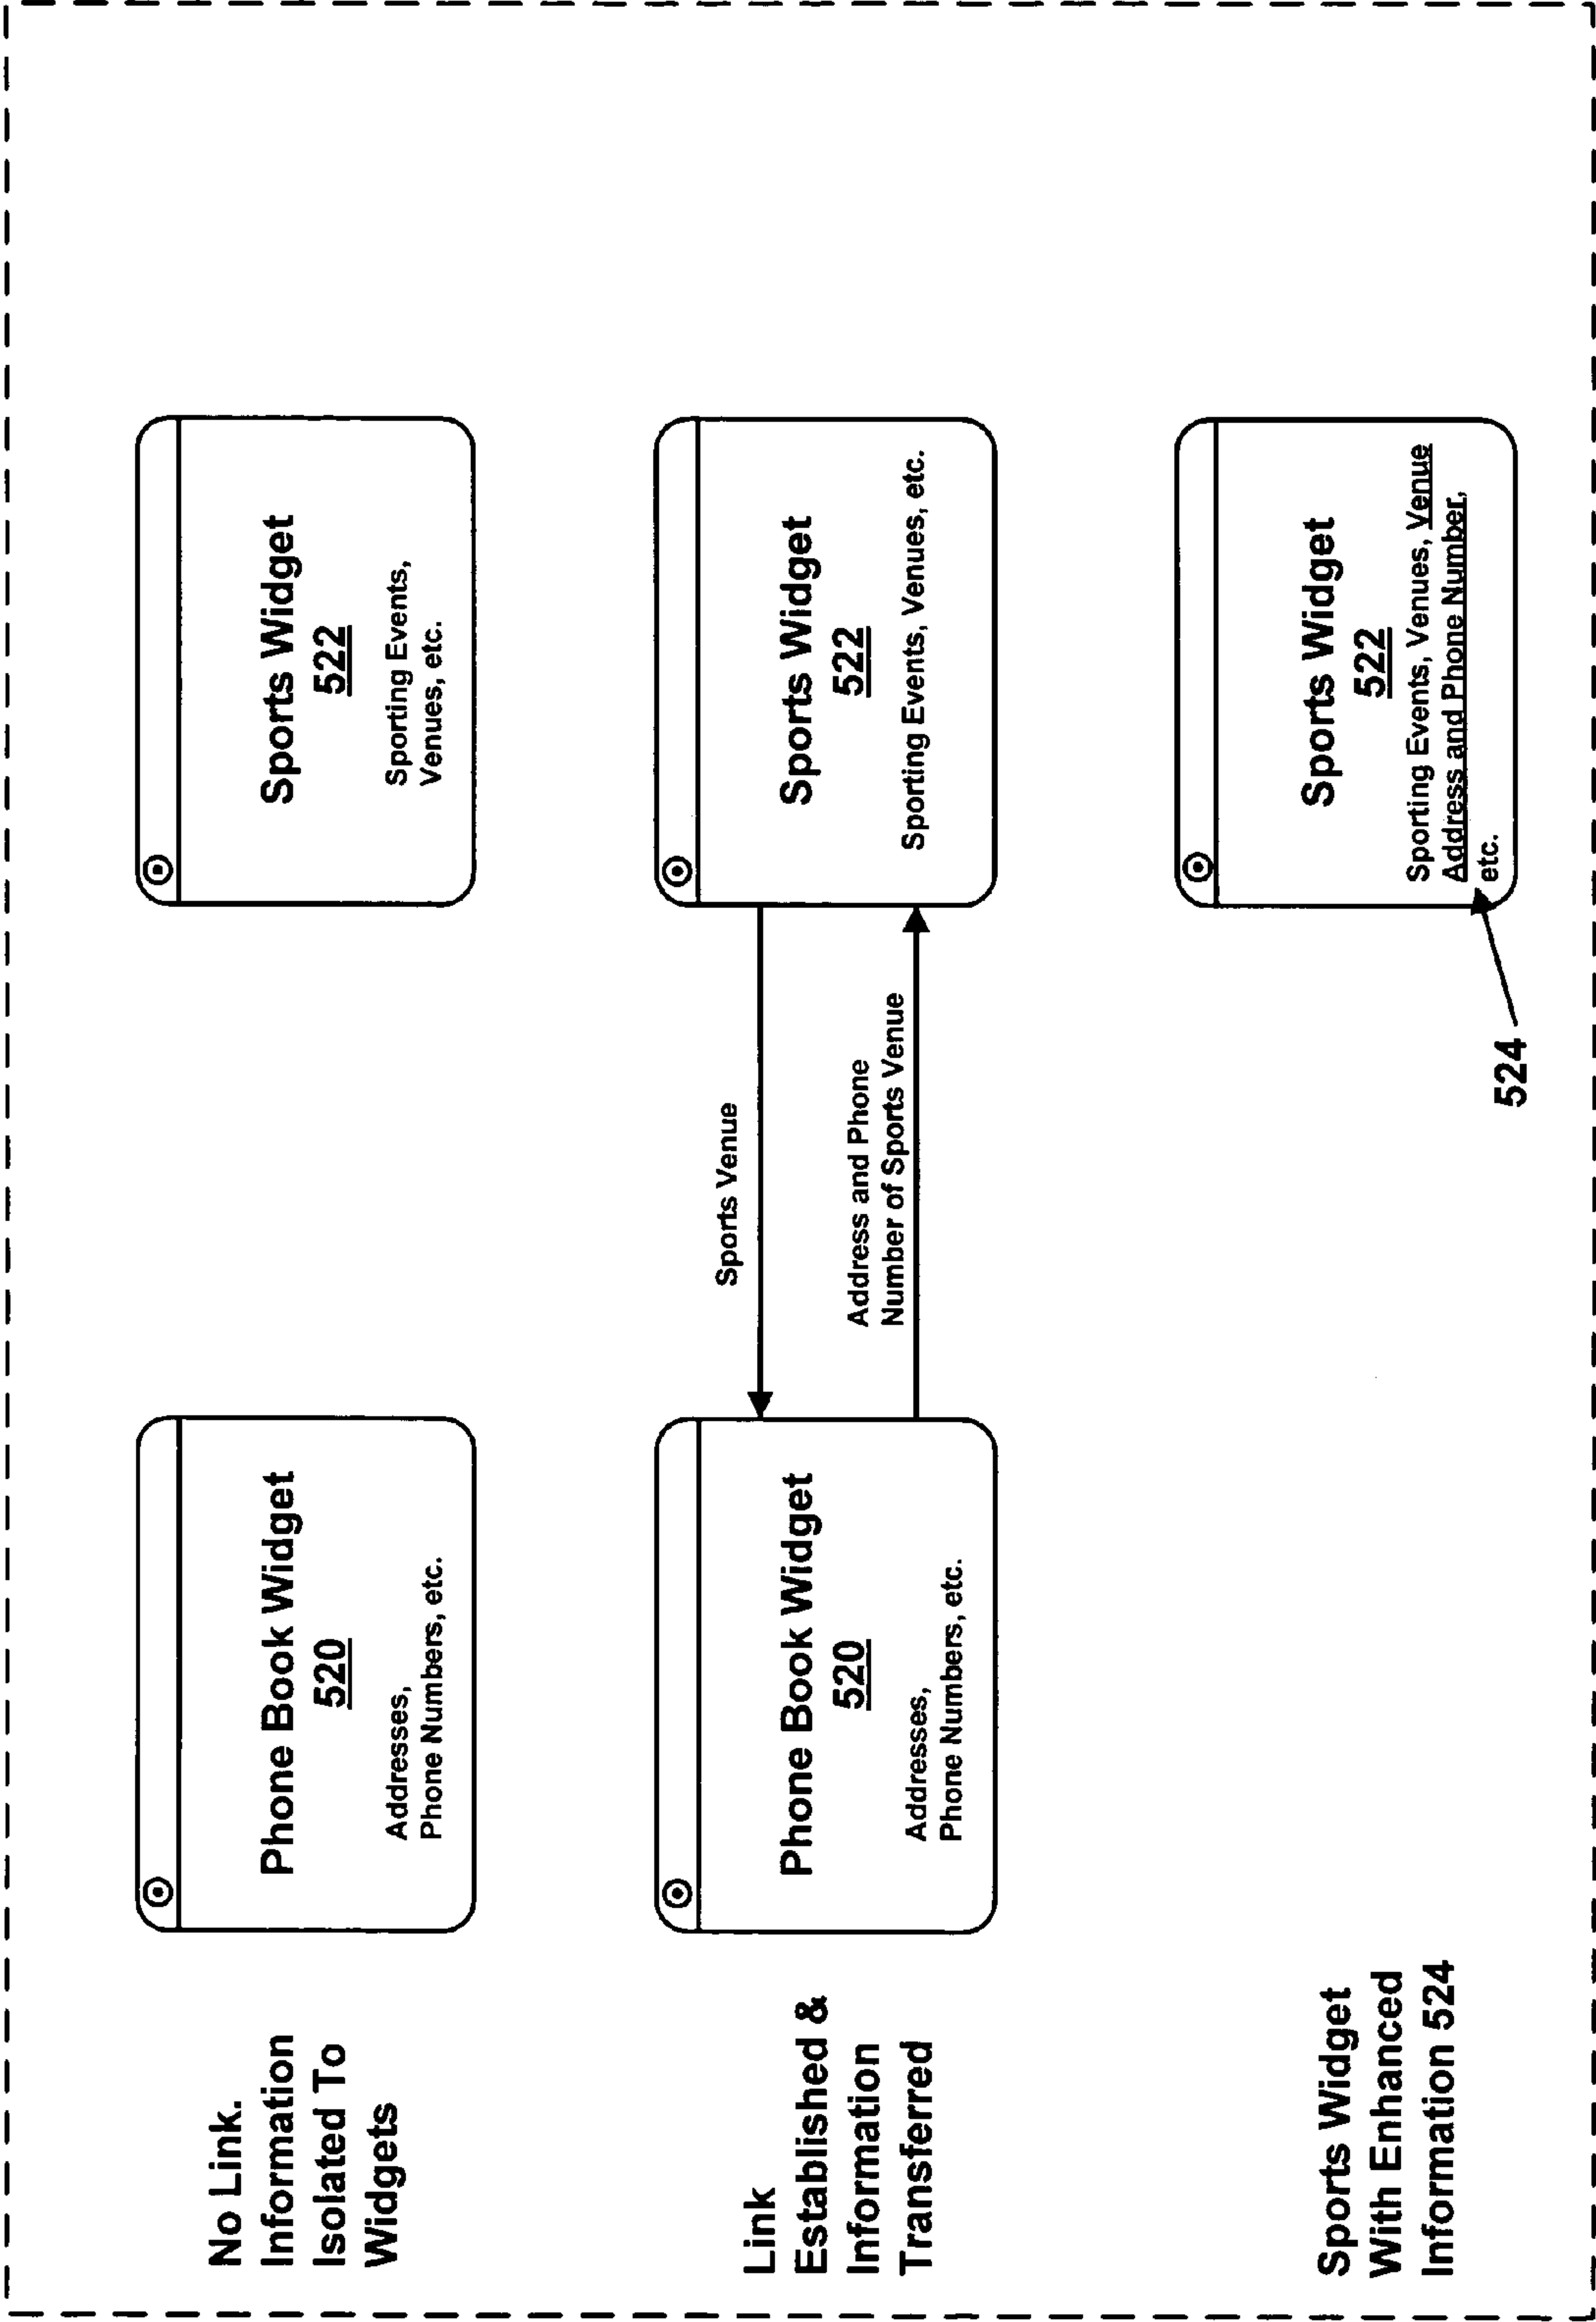 No Link.
Information
Isolated To
Widgets
Phone Book Widget
520
Addresses,
Phone Numbers, etc.
Sports Widget
522
Sporting Events,
Venues, etc.
Link
Established &
Information
Transferred
Phone Book Widget
520
Addresses,
Phone Numbers, etc.
Sports Venue
Address and Phone
Number of Sports Venue
Sports Widget
522
Sporting Events, Venues, etc.
Sports Widget
With Enhanced
Information 524
524
Sports Widget
522
Sporting Events, Venues, Venue
Address and Phone Number,
etc.